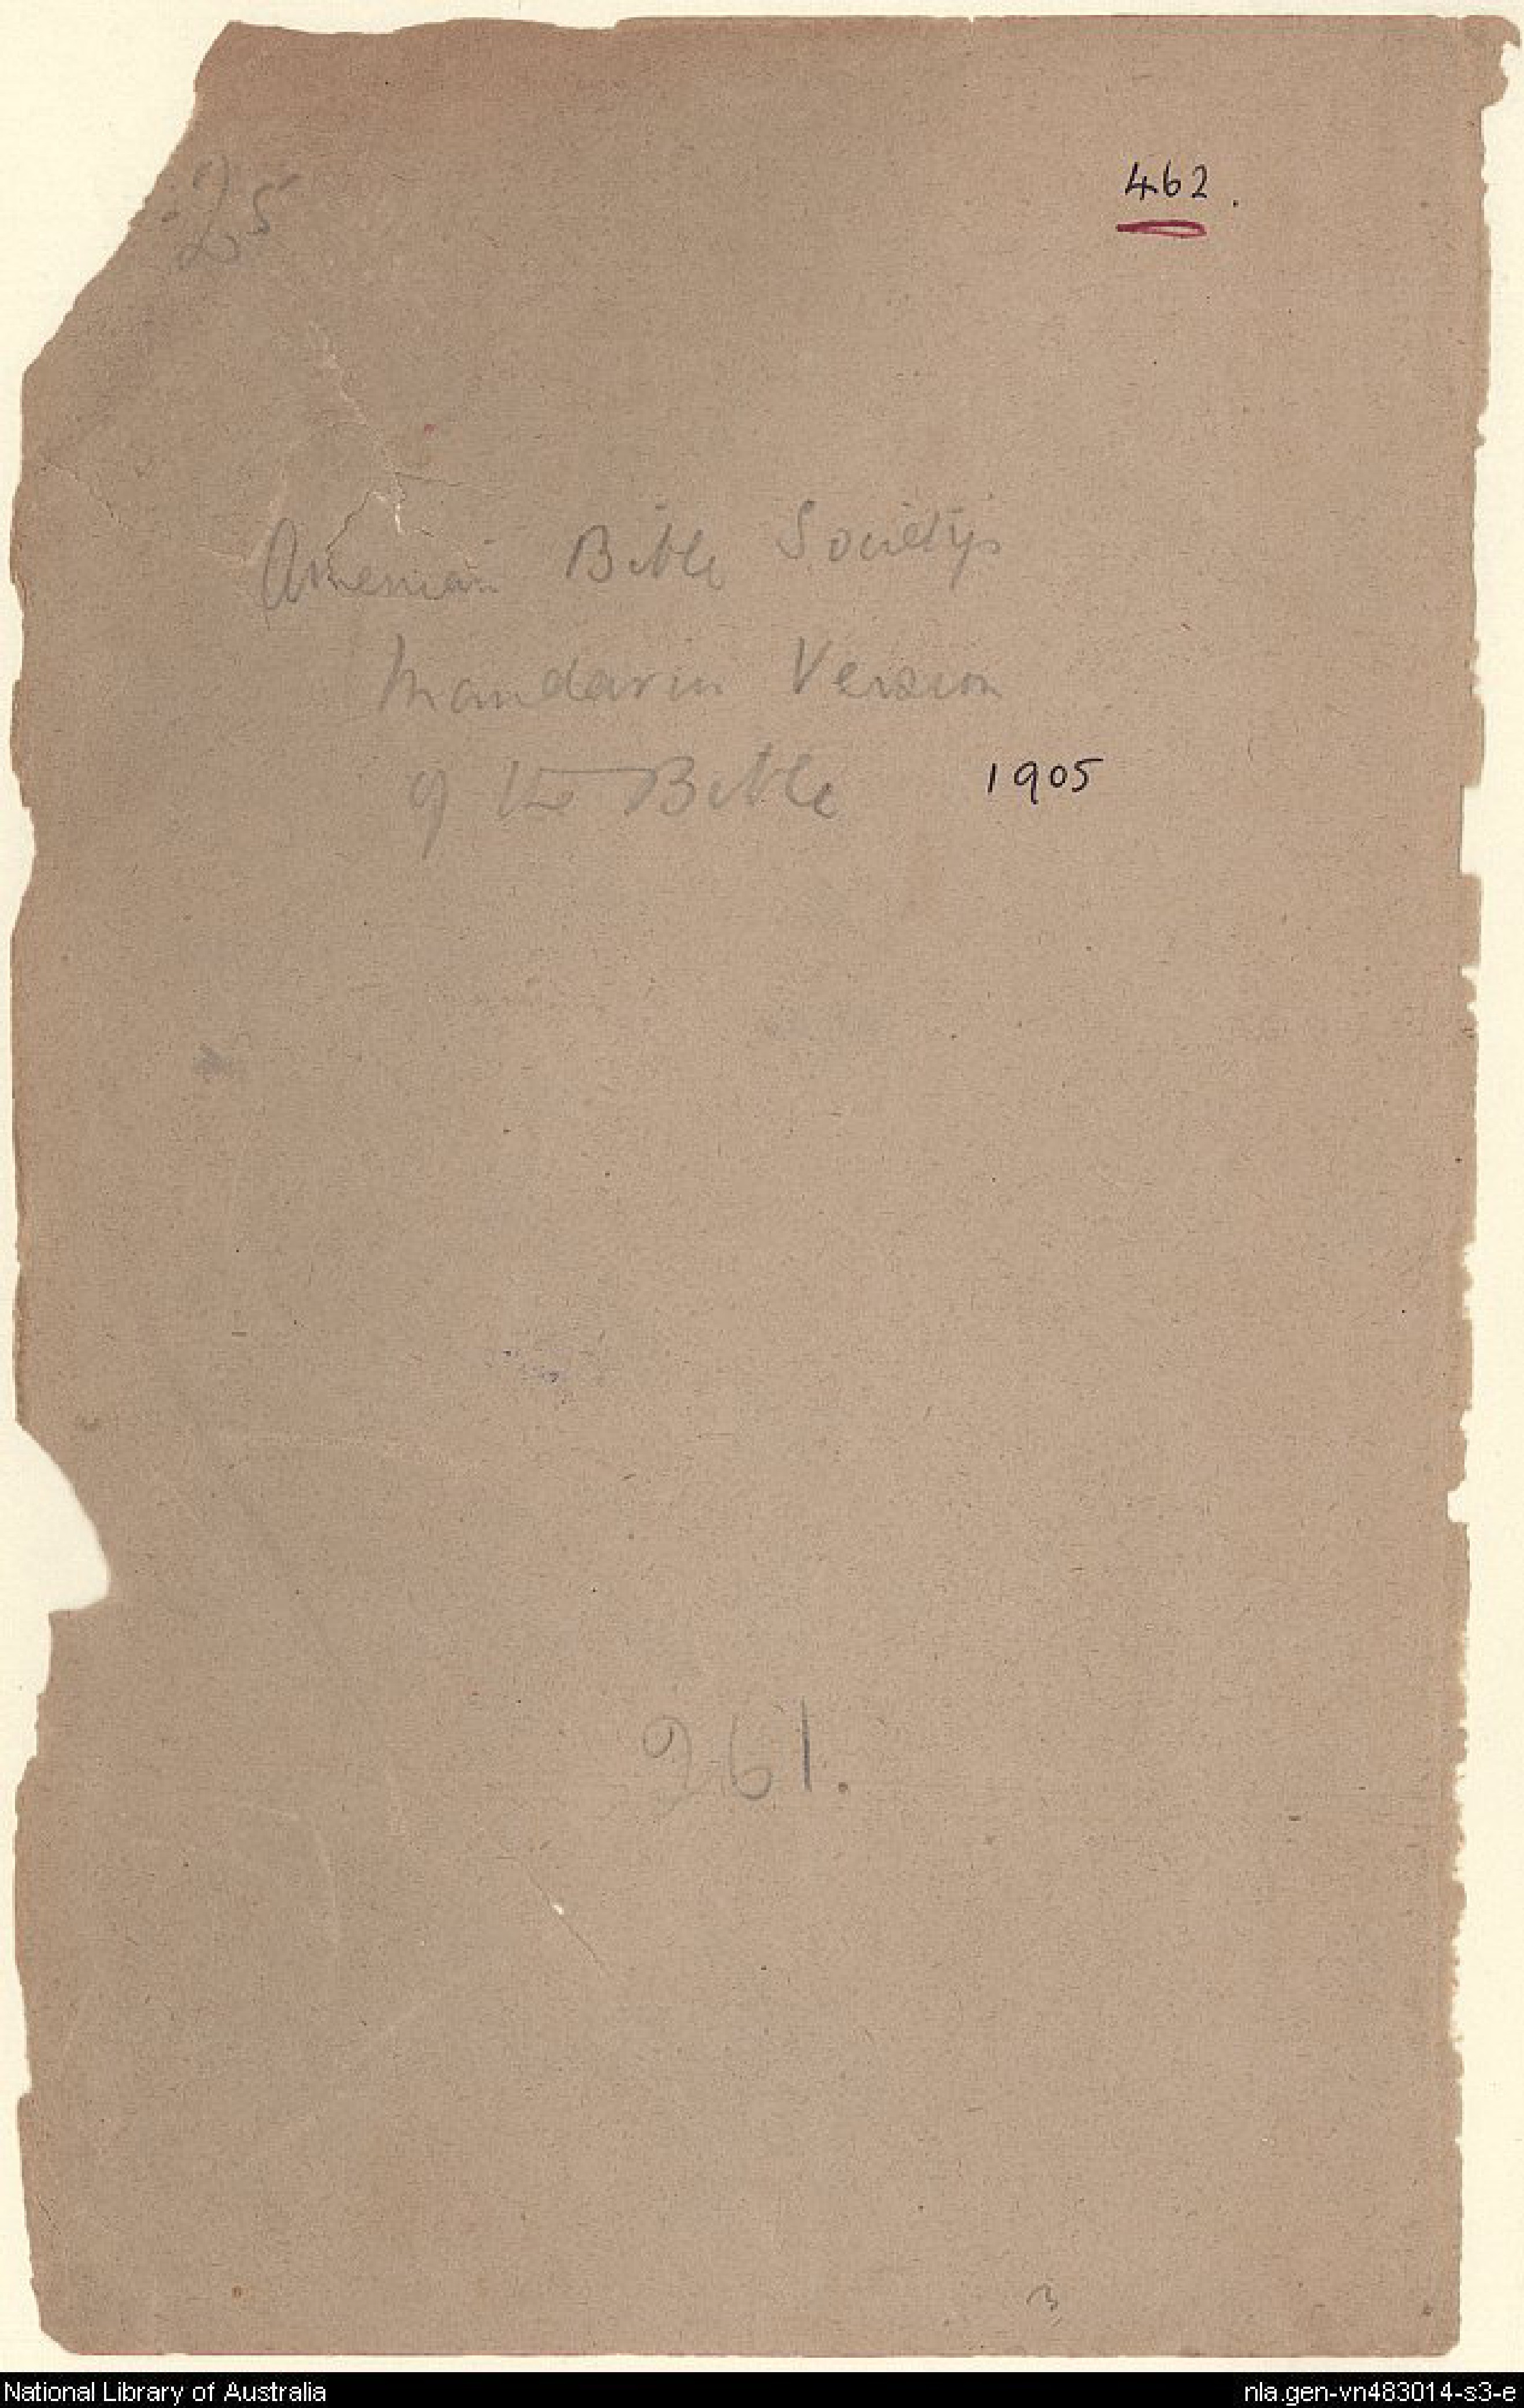 25
462.
American Bible Society's
Mandarin Version
of the Bible 1905
261.
3
National Library of Australia
nla.gen-vn483014-s3-e